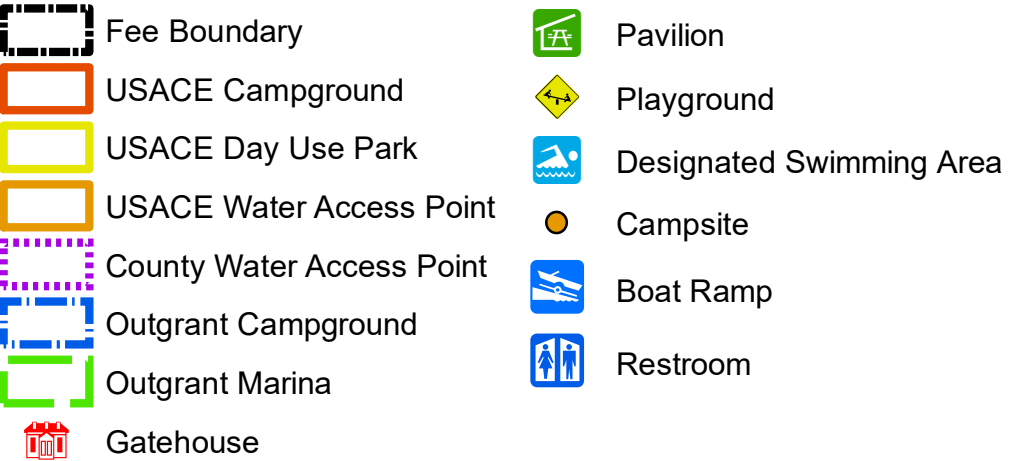 Fee Boundary
USACE Campground
USACE Day Use Park
USACE Water Access Point
County Water Access Point
Outgrant Campground
Outgrant Marina
Gatehouse
Pavilion
Playground
Designated Swimming Area
Campsite
Boat Ramp
Restroom